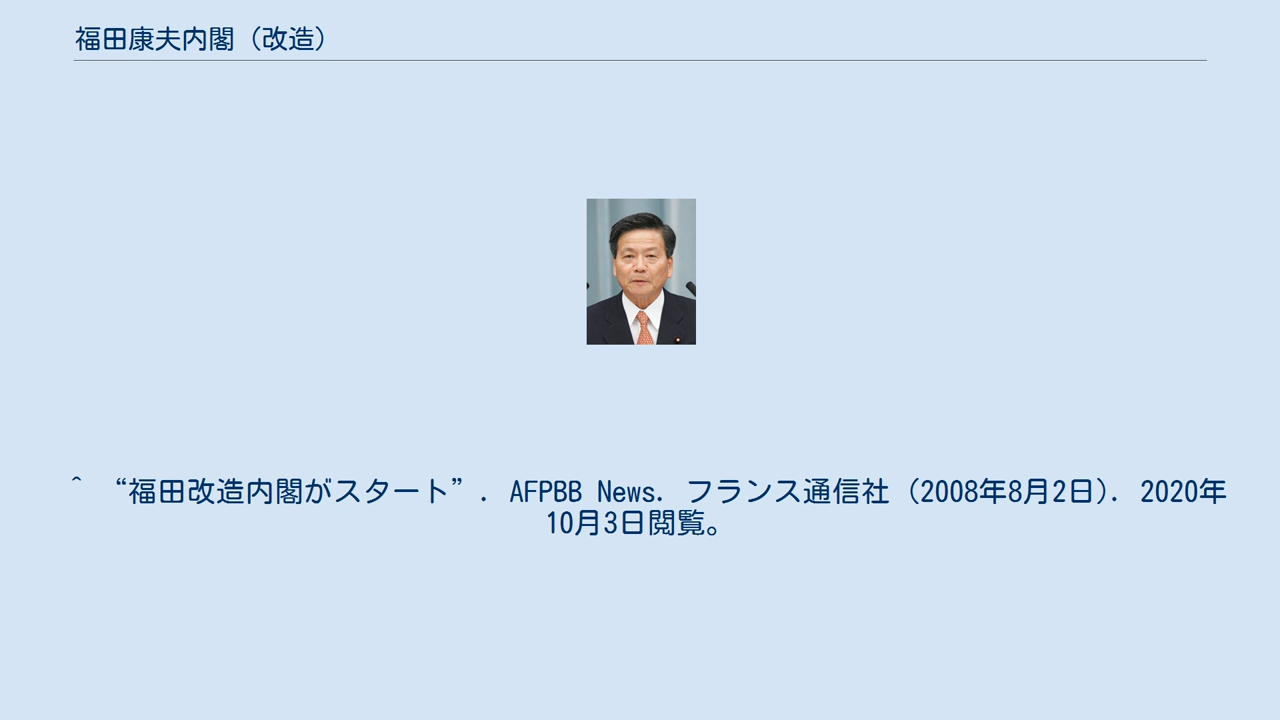 福田康夫内閣（改造）
^ “福田改造内閣がスタート”. AFPBB News. フランス通信社 (2008年8月2日). 2020年
10月3日閲覧。